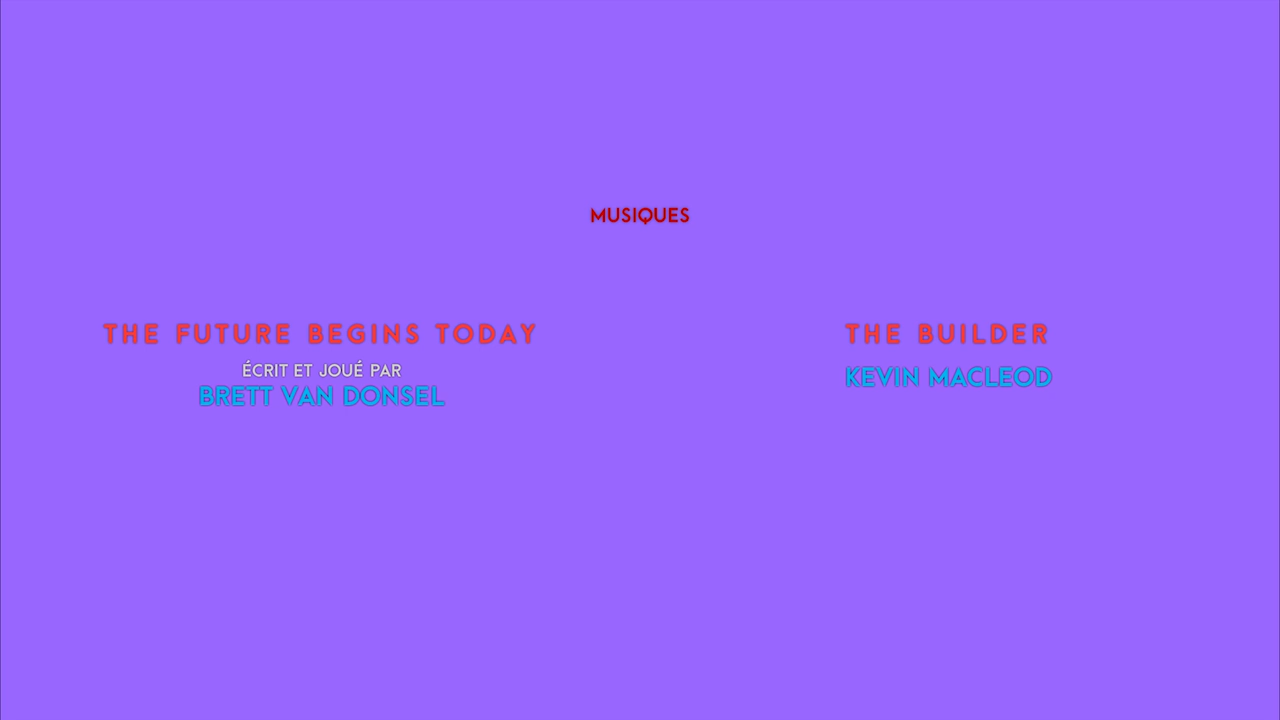 MUSIQUES
THE FUTURE BEGINS TODAY
ÉCRIT ET JOUÉ PAR
BRETT VAN DONSEL
THE BUILDER
KEVIN MACLEOD